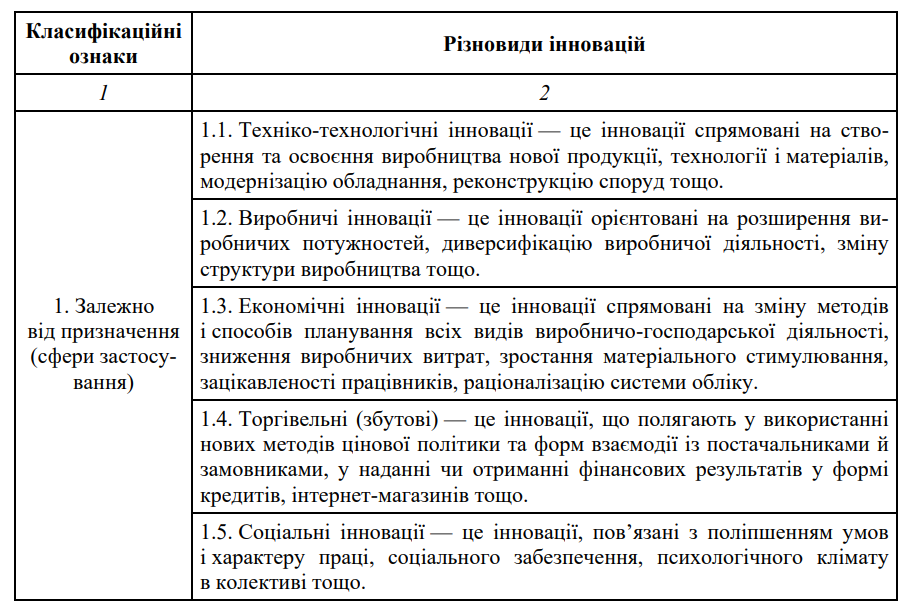 Класифікаційні
ознаки
Різновиди інновацій
1
2
1. Залежно
від призначення
(сфери застосу-
вання)
1.1. Техніко-технологічні інновації — це інновації спрямовані на ство-
рення та освоєння виробництва нової продукції, технології і матеріалів,
модернізацію обладнання, реконструкцію споруд тощо.
1.2. Виробничі інновації — це інновації орієнтовані на розширення ви-
робничих потужностей, диверсифікацію виробничої діяльності, зміну
структури виробництва тощо.
1.3. Економічні інновації — це інновації спрямовані на зміну методів
і способів планування всіх видів виробничо-господарської діяльності,
зниження виробничих витрат, зростання матеріального стимулювання,
зацікавленості працівників, раціоналізацію системи обліку.
1.4. Торгівельні (збутові) — це інновації, що полягають у використанні
нових методів цінової політики та форм взаємодії із постачальниками й
замовниками, у наданні чи отриманні фінансових результатів у формі
кредитів, інтернет-магазинів тощо.
1.5. Соціальні інновації — це інновації, пов’язані з поліпшенням умов
і характеру праці, соціального забезпечення, психологічного клімату
в колективі тощо.